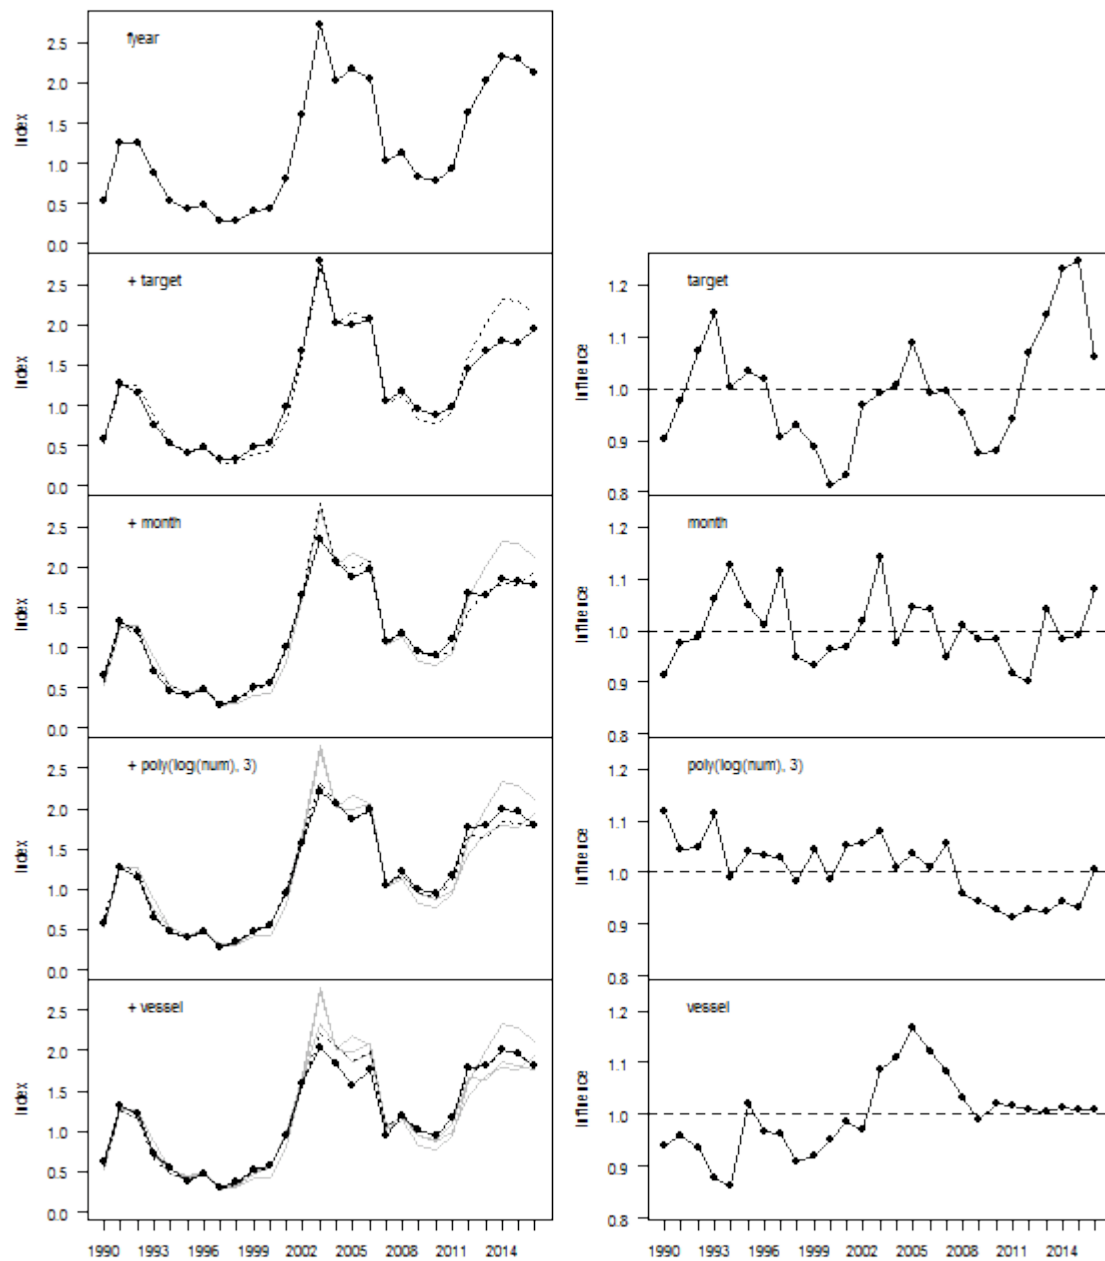 fyear
Index
2.5
2.0
1.5
1.0
0.5
0.0
+ target
Index
2.5
2.0
1.5
1.0
0.5
0.0
target
Influence
1.2
1.1
1.0
0.9
0.8
+ month
Index
2.5
2.0
1.5
1.0
0.5
0.0
month
Influence
1.2
1.1
1.0
0.9
0.8
+ poly(log(num), 3)
Index
2.5
2.0
1.5
1.0
0.5
0.0
poly(log(num), 3)
Influence
1.2
1.1
1.0
0.9
0.8
+ vessel
Index
2.5
2.0
1.5
1.0
0.5
0.0
1990 1993 1996 1999 2002 2005 2008 2011 2014
vessel
Influence
1.2
1.1
1.0
0.9
0.8
1990 1993 1996 1999 2002 2005 2008 2011 2014